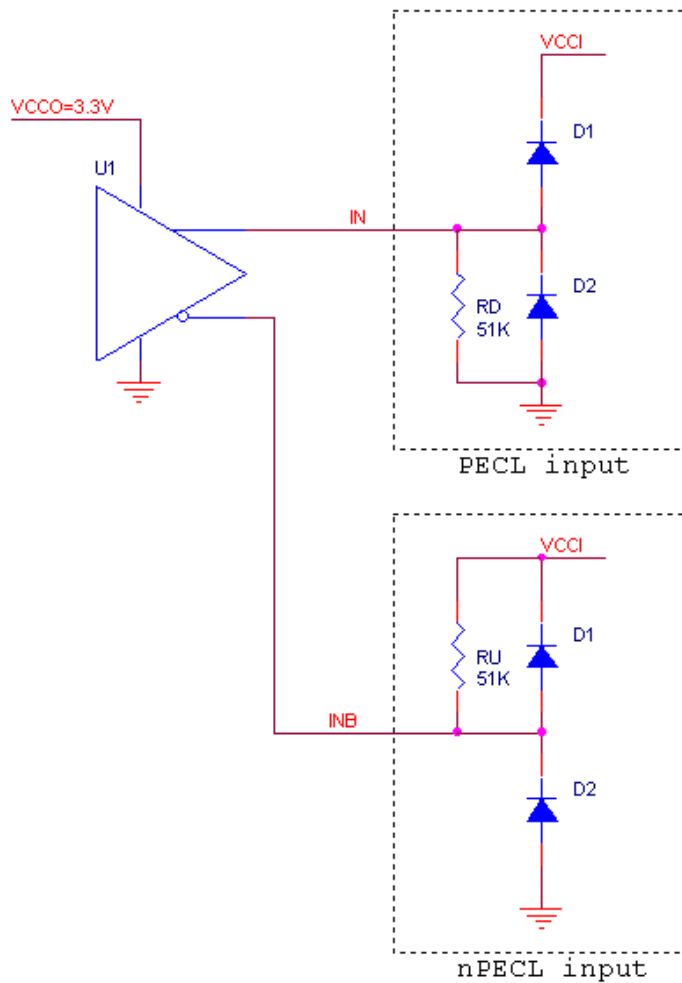 VCCI
VCCO=3.3V
D1
U1
IN
D2
RD
51K
PECL input
VCCI
D1
RU
51K
INB
D2
nPECL input